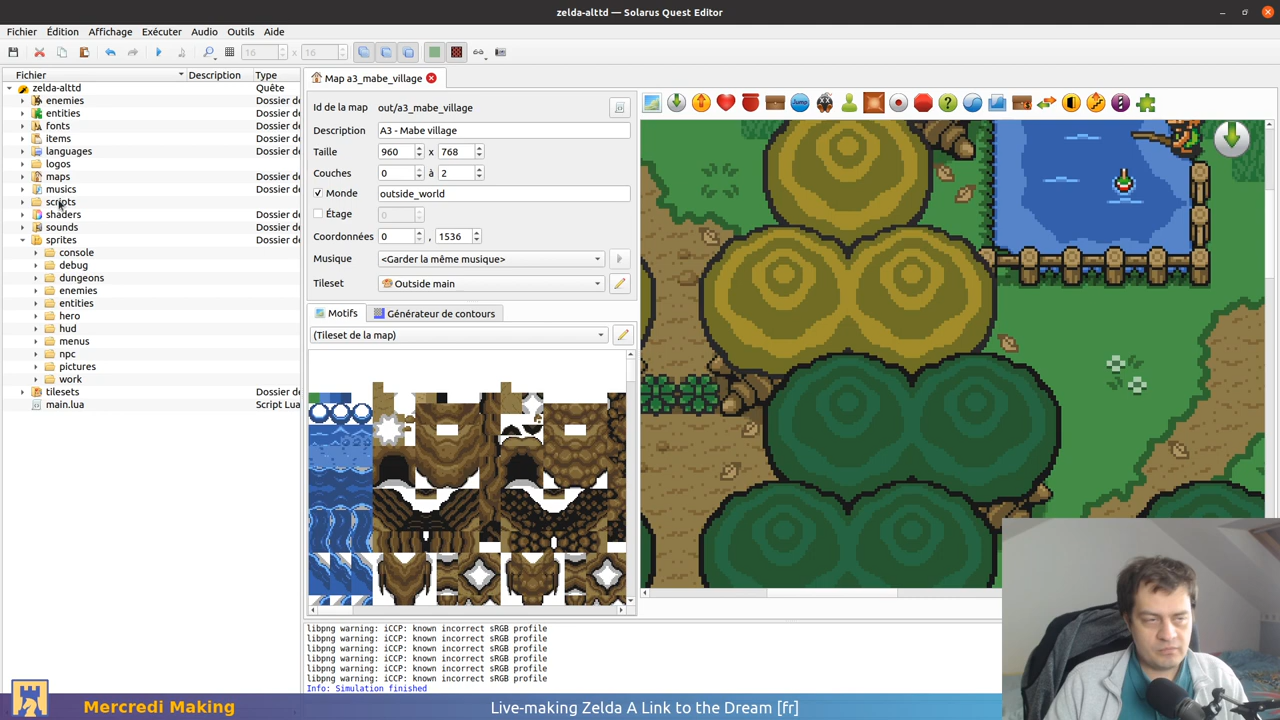 zelda-alttd — Solarus Quest Editor
Fichier Édition Affichage Exécuter Audio Outils Aide
16 x 16
Fichier Description Type
zelda-alttd Quête
enemies Dossier de
entities Dossier de
fonts Dossier de
items Dossier de
languages Dossier de
logos
maps Dossier de
musics Dossier de
scripts
shaders Dossier de
sounds Dossier de
sprites Dossier de
console
debug
dungeons
enemies
entities
hero
hud
menus
npc
pictures
work
tilesets Dossier de
main.lua Script Lua
Map a3_mabe_village
Id de la map out/a3_mabe_village
Description A3 - Mabe village
Taille 960 x 768
Couches 0 à 2
Monde outside_world
Étage 0
Coordonnées 0 , 1536
Musique <Garder la même musique>
Tileset Outside main
Motifs Générateur de contours
(Tileset de la map)
Jump
libpng warning: iCCP: known incorrect sRGB profile
libpng warning: iCCP: known incorrect sRGB profile
libpng warning: iCCP: known incorrect sRGB profile
libpng warning: iCCP: known incorrect sRGB profile
libpng warning: iCCP: known incorrect sRGB profile
libpng warning: iCCP: known incorrect sRGB profile
Info: Simulation finished
Mercredi Making
Live-making Zelda A Link to the Dream [fr]